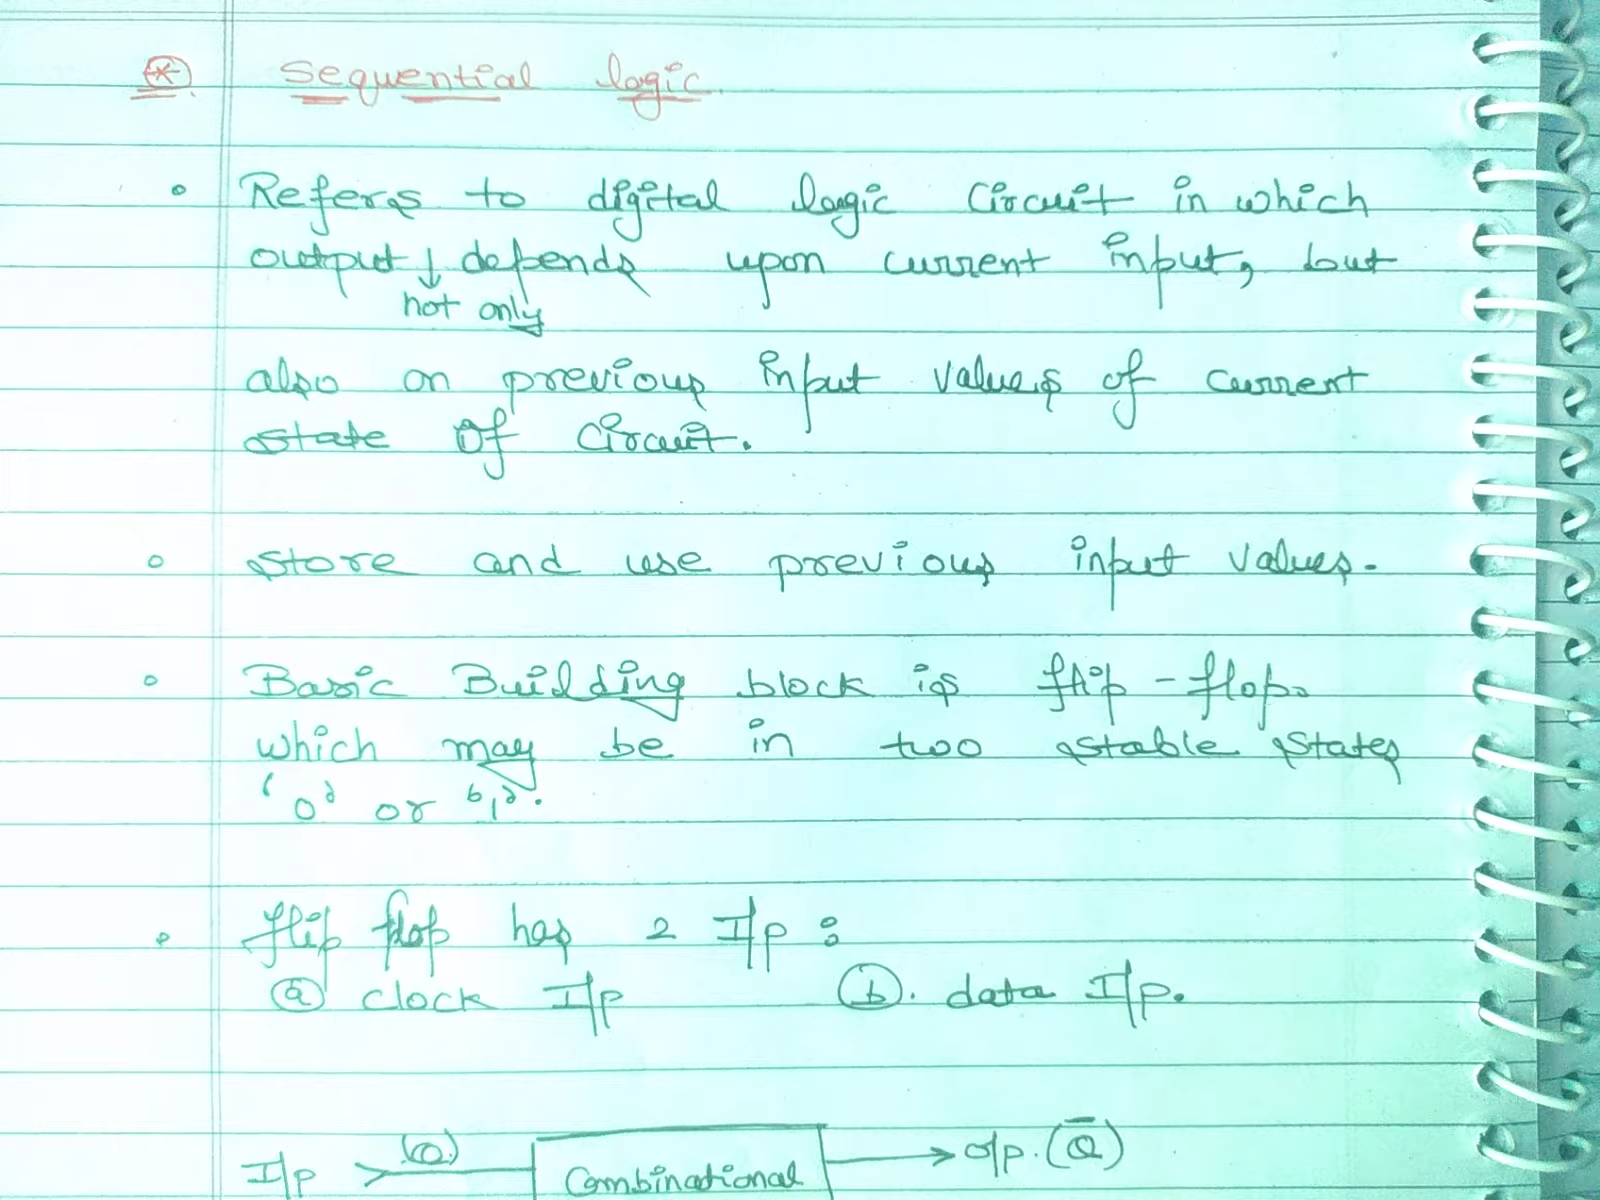 * Sequential logic.
• Refers to digital logic circuit in which
output ↓ depends upon current input, but
not only
also on previous input values of current
state of circuit.
• store and use previous input values.
• Basic Building block is flip-flop.
which may be in two stable states
'0' or '1'.
• flip flop has 2 I/p:
(a) clock I/p (b). data I/p.
I/p (Q) Combinational o/p. (Q̅)